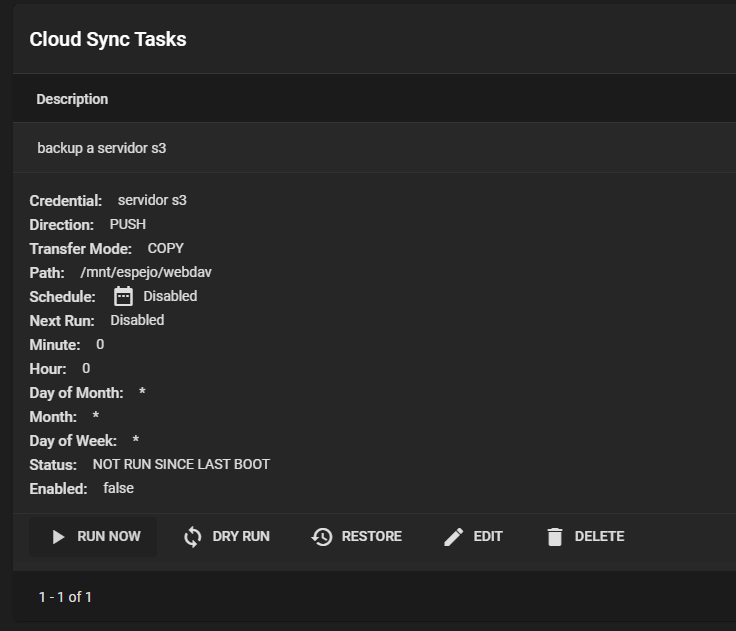 Cloud Sync Tasks
Description
backup a servidor s3
Credential: servidor s3
Direction: PUSH
Transfer Mode: COPY
Path: /mnt/espejo/webdav
Schedule: Disabled
Next Run: Disabled
Minute: 0
Hour: 0
Day of Month: *
Month: *
Day of Week: *
Status: NOT RUN SINCE LAST BOOT
Enabled: false
RUN NOW DRY RUN RESTORE EDIT DELETE
1 - 1 of 1